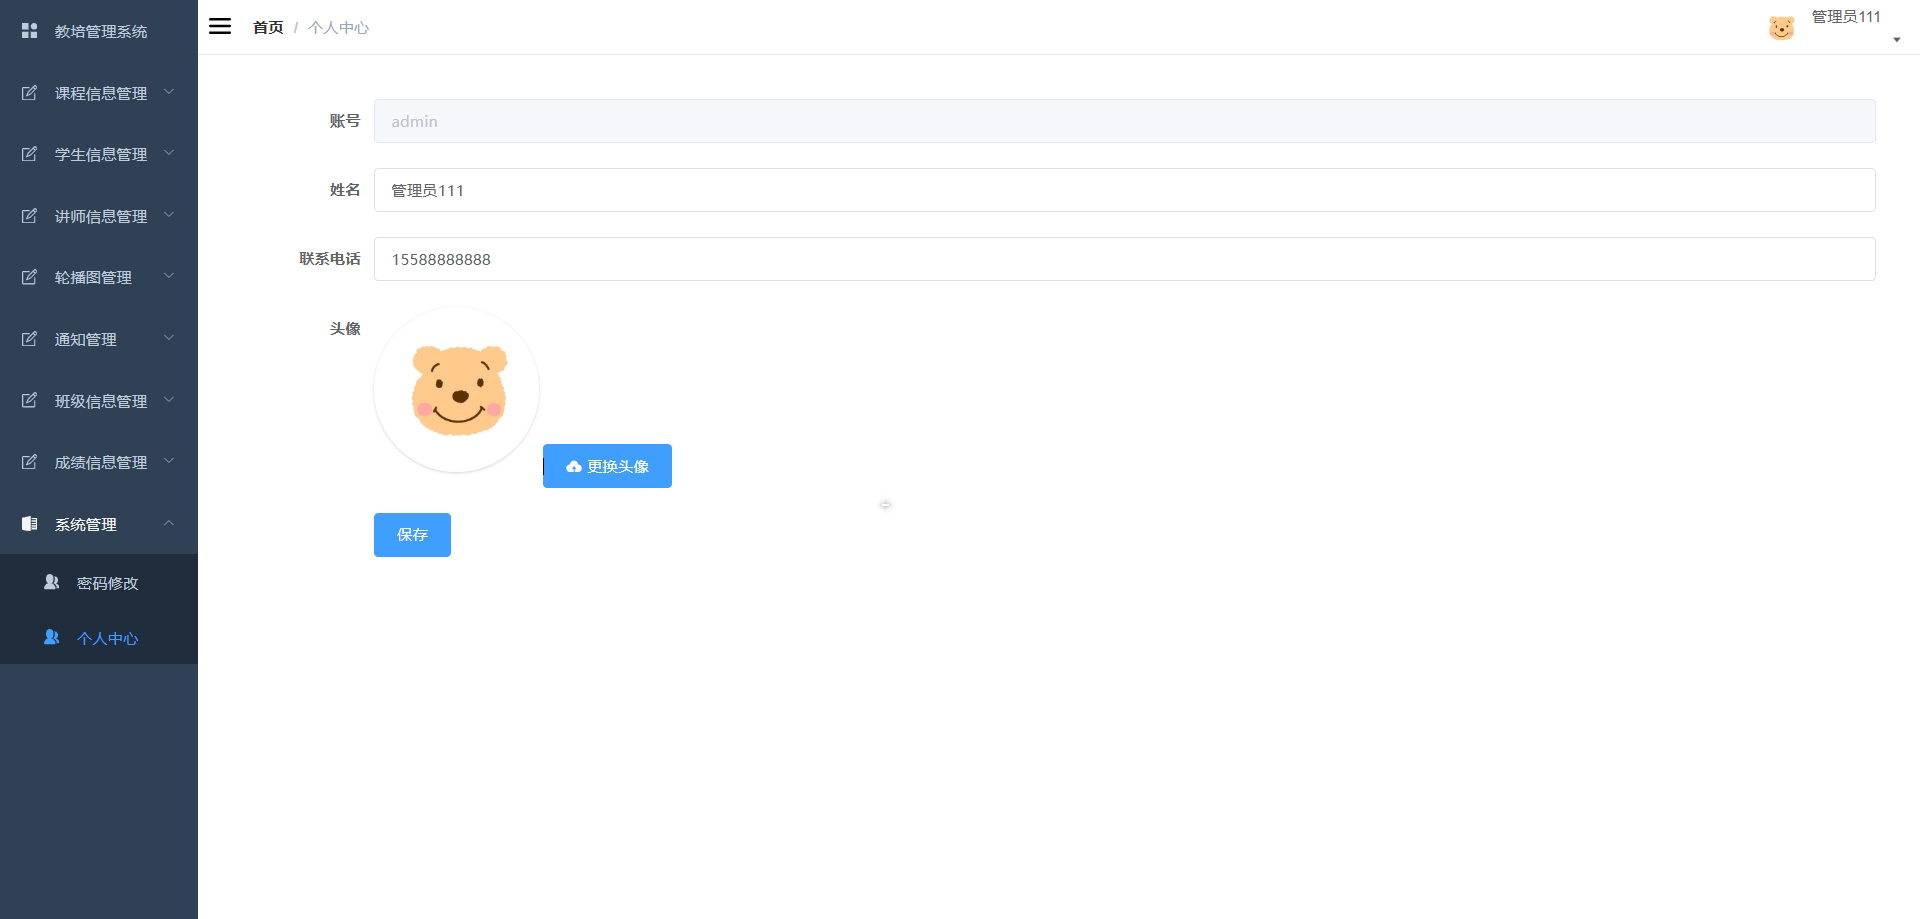 教培管理系统
课程信息管理
学生信息管理
讲师信息管理
轮播图管理
通知管理
班级信息管理
成绩信息管理
系统管理
密码修改
个人中心
首页 / 个人中心
管理员111
账号 admin
姓名 管理员111
联系电话 15588888888
头像
更换头像
保存